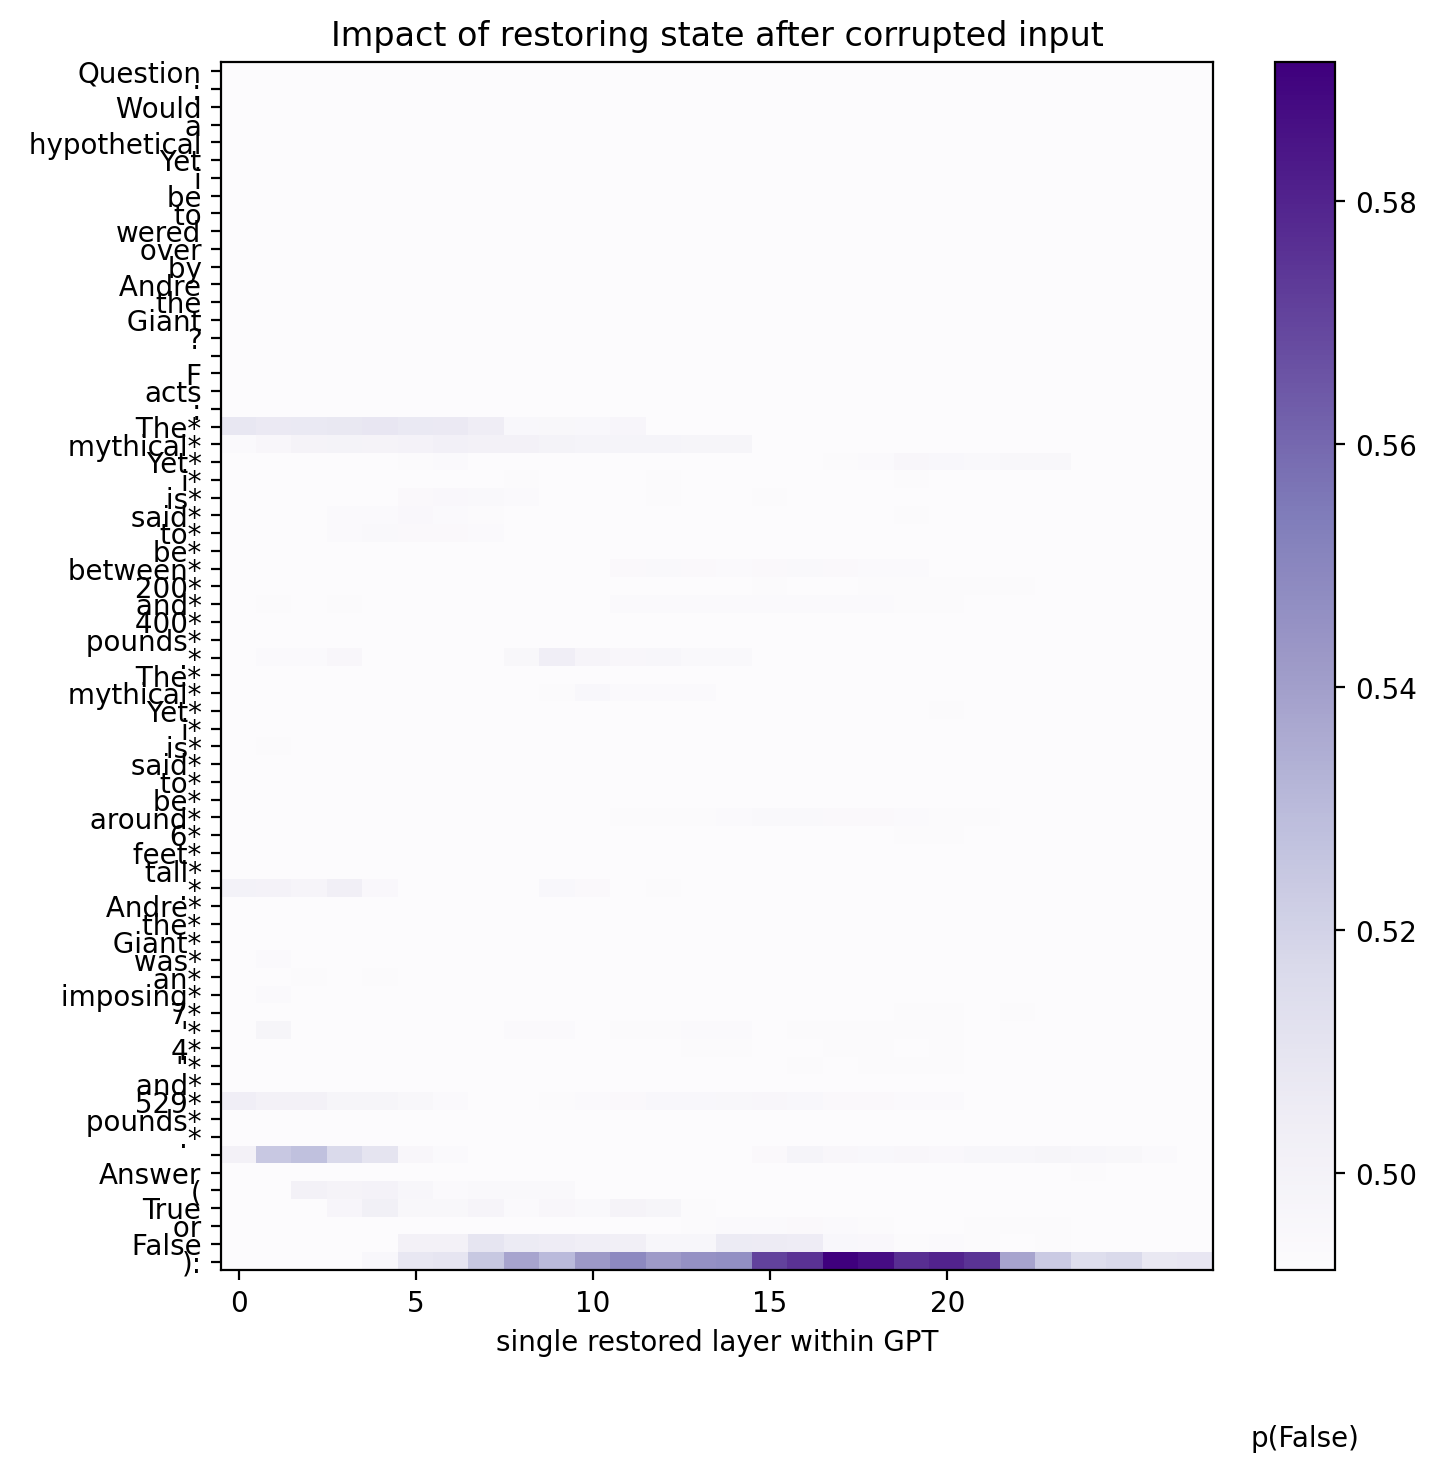 Impact of restoring state after corrupted input
Question
:
Would
a
hypothetical
Yet
i
be
to
wered
over
by
Andre
the
Giant
?
F
acts
:
The*
mythical*
Yet*
i*
is*
said*
to*
be*
between*
200*
and*
400*
pounds*
.*
The*
mythical*
Yet*
i*
is*
said*
to*
be*
around*
6*
feet*
tall*
.*
Andre*
the*
Giant*
was*
an*
imposing*
7*
'*
4*
"*
and*
529*
pounds*
.*
Answer
(
True
or
False
):
0 5 10 15 20
single restored layer within GPT
0.58
0.56
0.54
0.52
0.50
p(False)